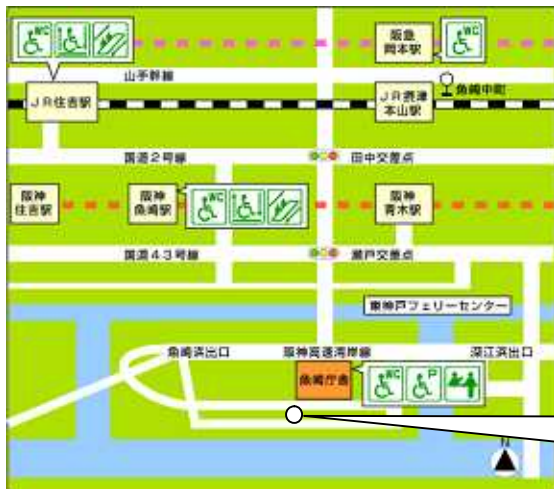 WC
阪急
岡本駅
WC
山手幹線
JR住吉駅
JR摂津
本山駅
魚崎中町
国道2号線
田中交差点
阪神
住吉駅
阪神
魚崎駅
WC
阪神
青木駅
国道43号線
瀬戸交差点
東神戸フェリーセンター
魚崎浜出口
阪神高速湾岸線
深江浜出口
魚崎庁舎
WC
P
N